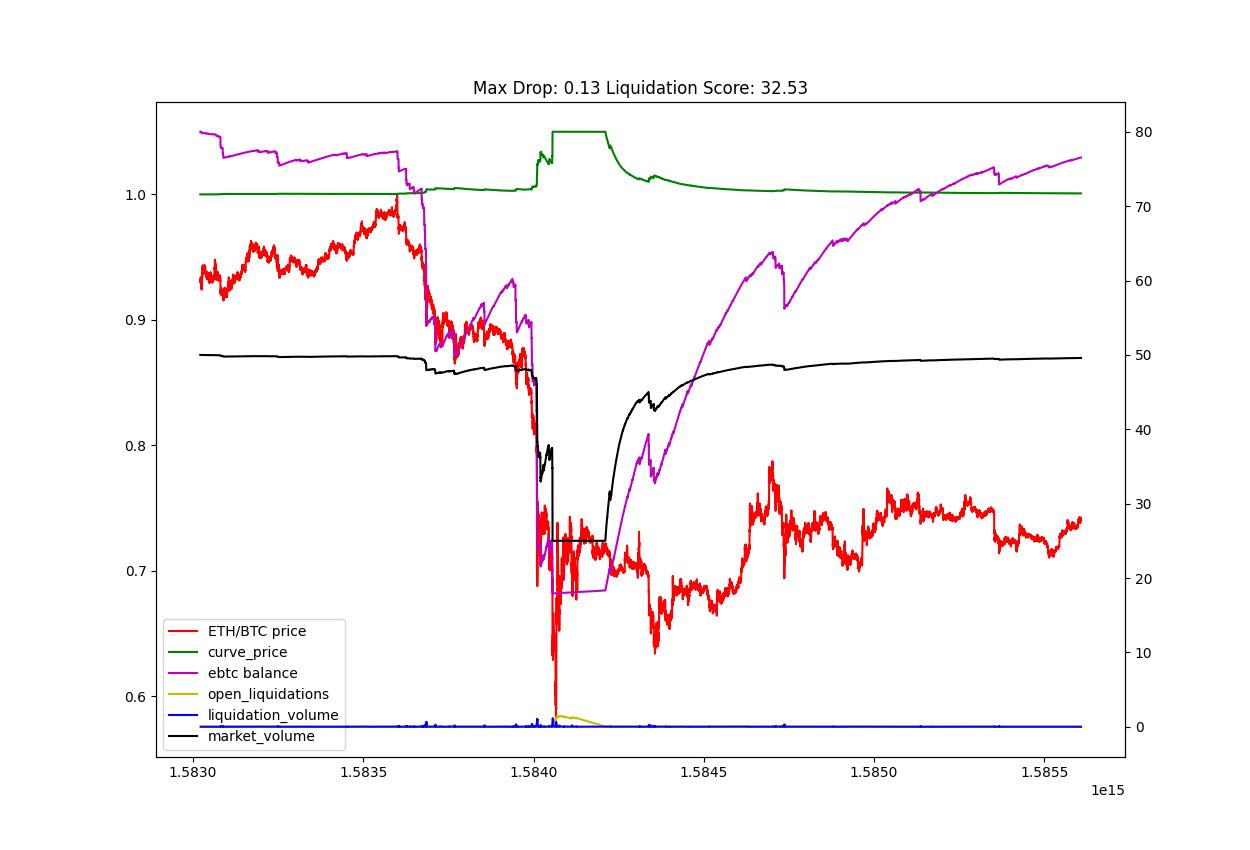 Max Drop: 0.13 Liquidation Score: 32.53
1.0
0.9
0.8
0.7
0.6
80
70
60
50
40
30
20
10
0
ETH/BTC price
curve_price
ebtc balance
open_liquidations
liquidation_volume
market_volume
1.5830 1.5835 1.5840 1.5845 1.5850 1.5855
1e15